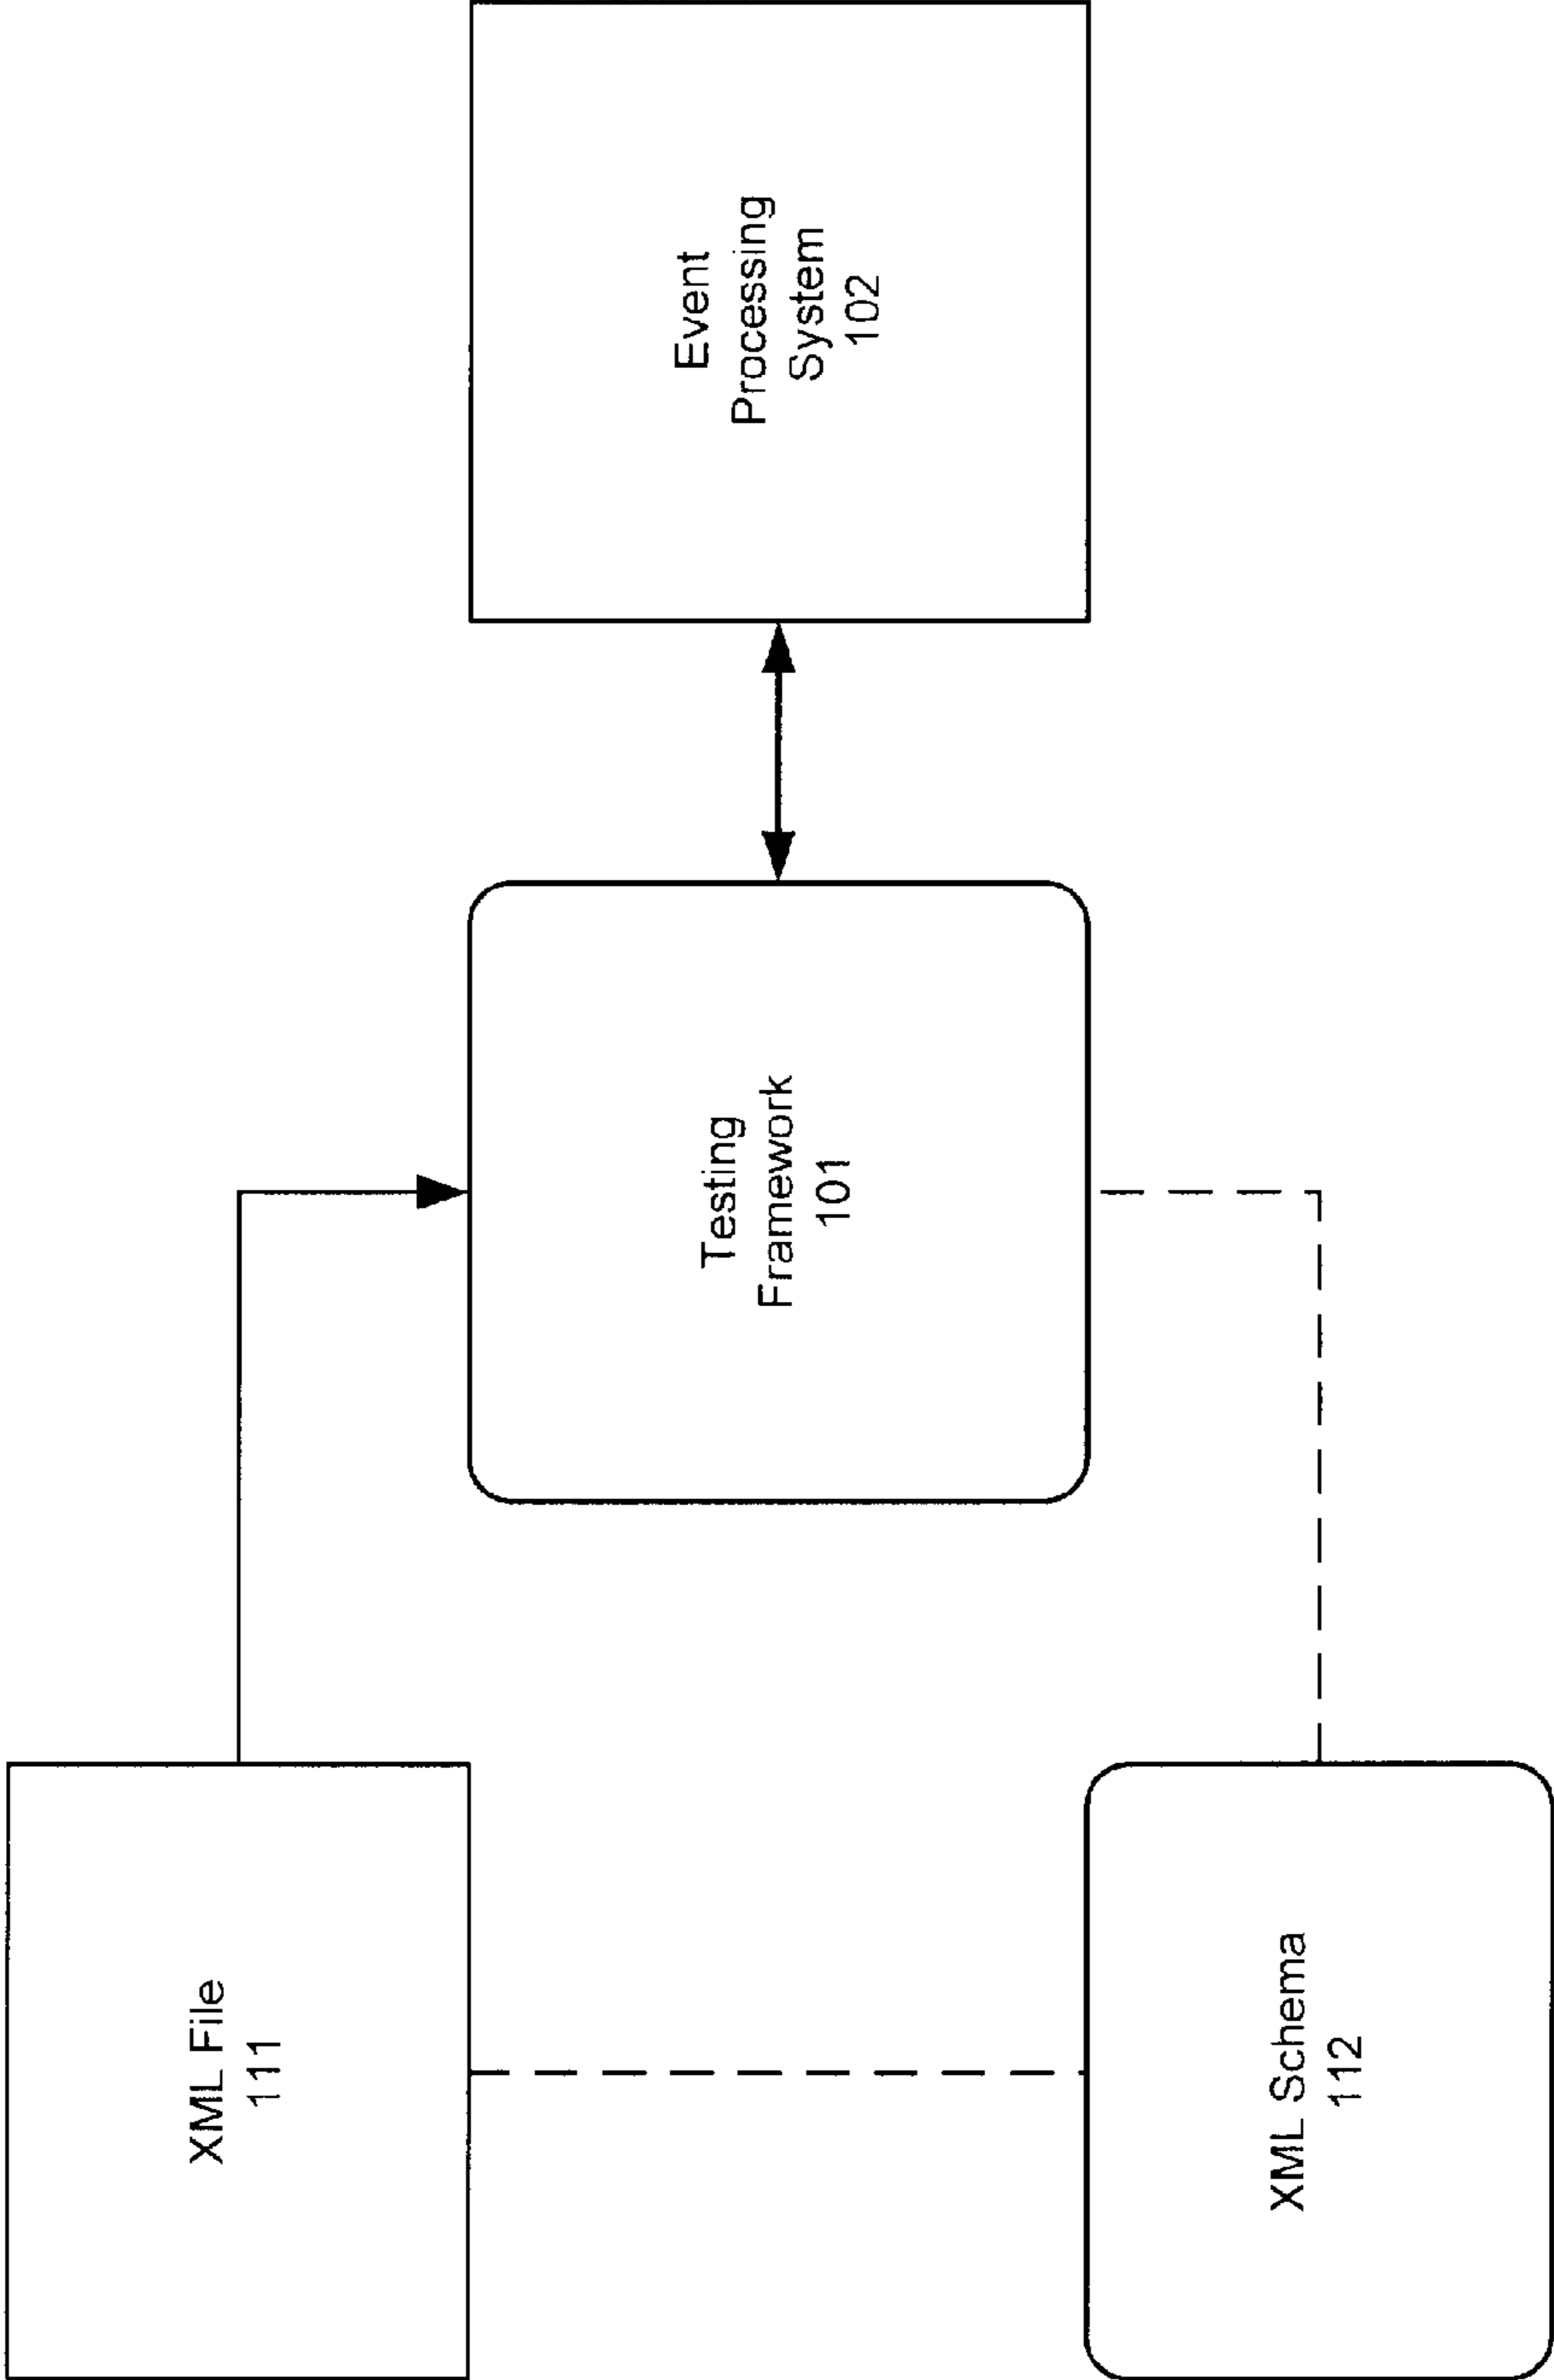 XML File
111
XML Schema
112
Testing
Framework
101
Event
Processing
System
102